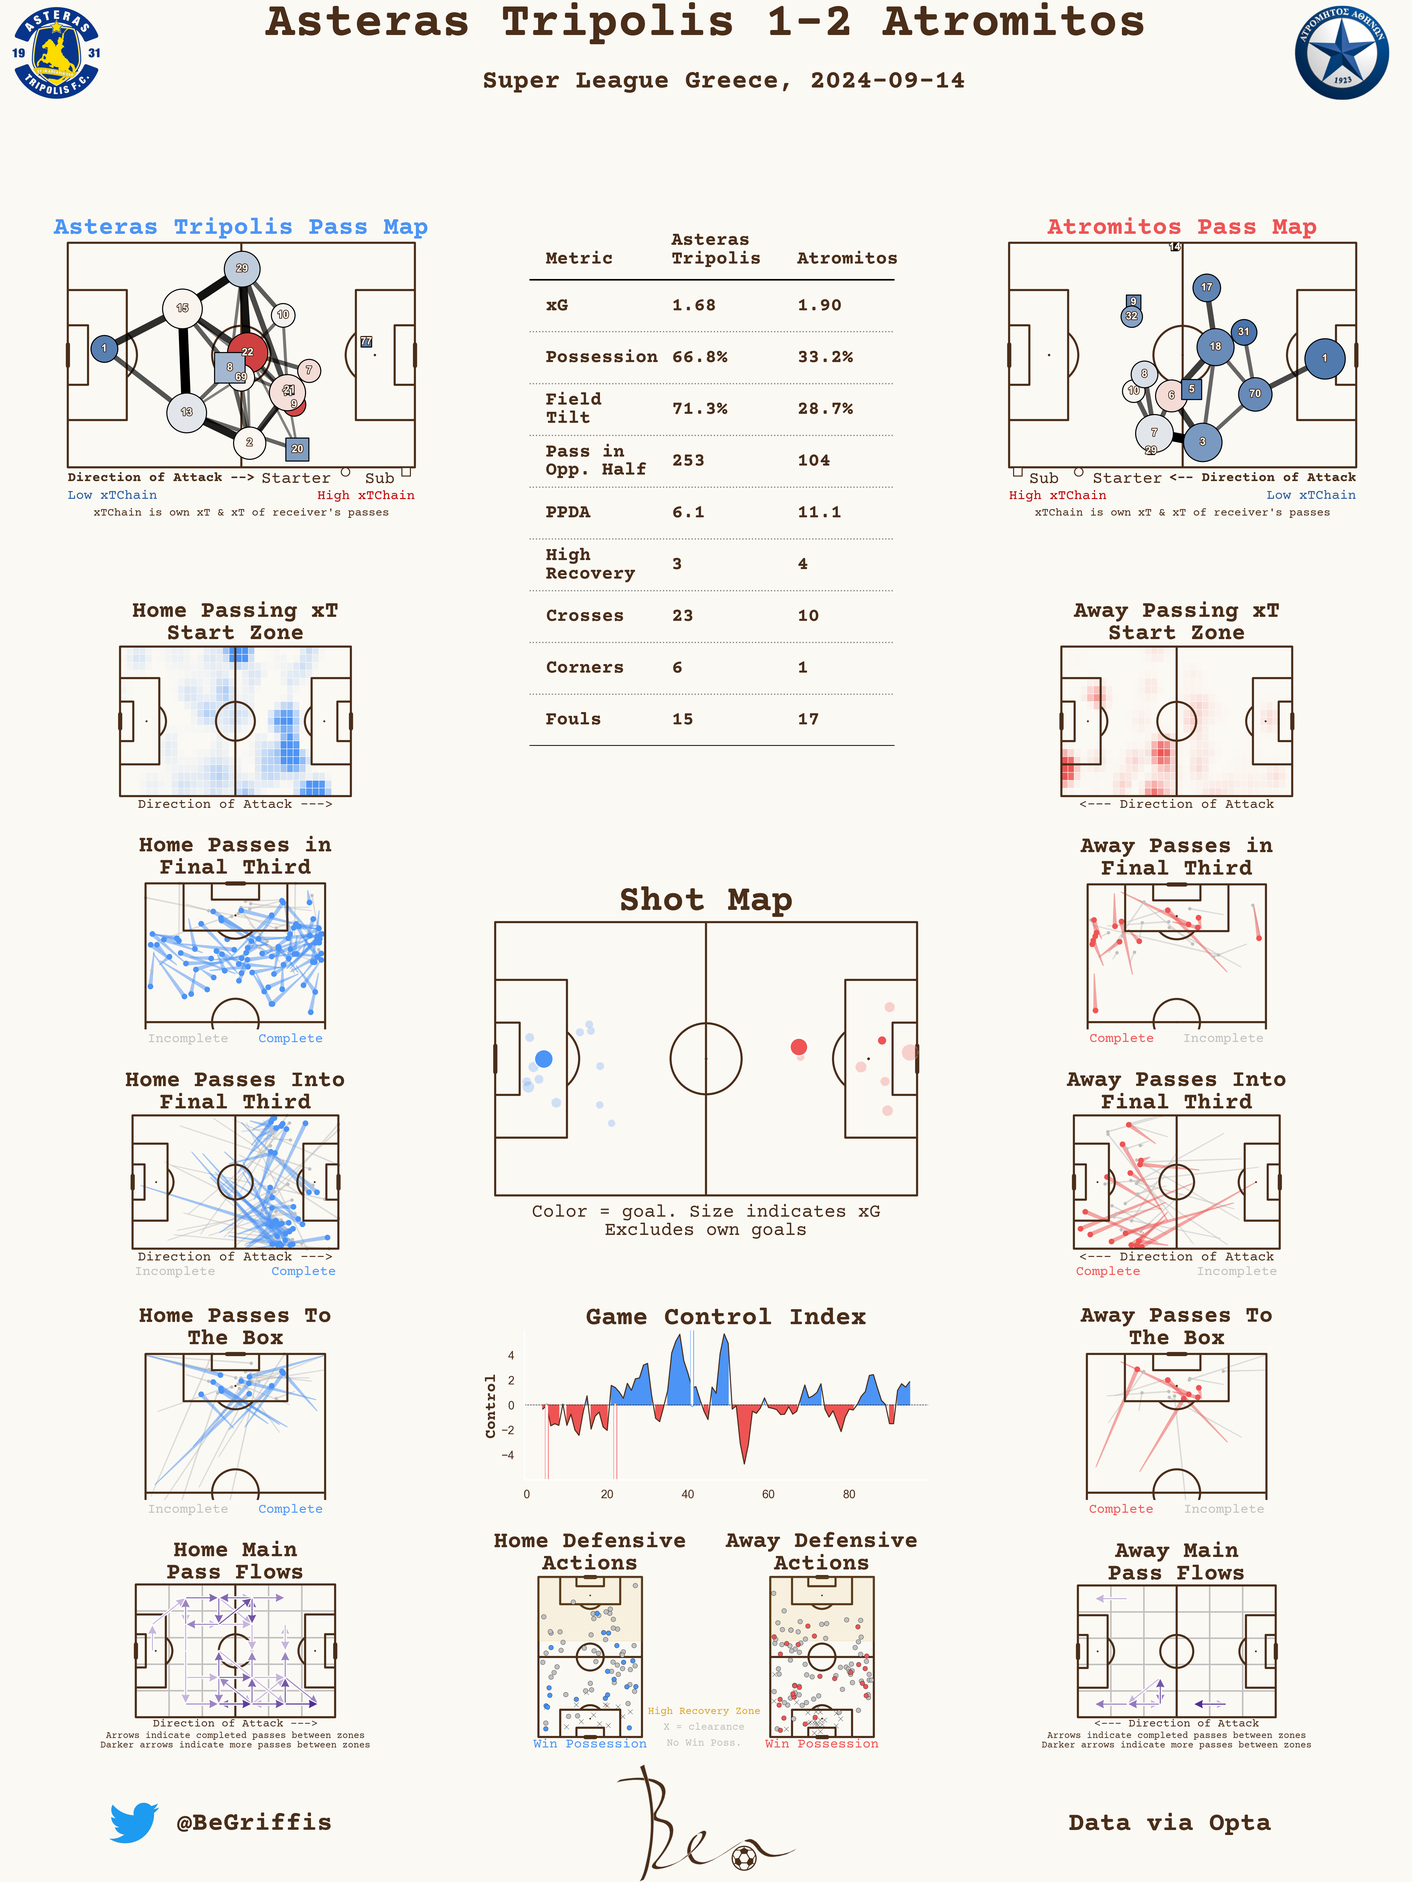 Asteras Tripolis 1-2 Atromitos
Super League Greece, 2024-09-14
ASTERAS
19 31
TRIPOLIS F.C.
ΑΤΡΟΜΗΤΟΣ ΑΘΗΝΩΝ
1923
Asteras Tripolis Pass Map
29
15
10
1
22
77
8
69
7
21
9
13
2
20
Direction of Attack --> Starter Sub
Low xTChain High xTChain
xTChain is own xT & xT of receiver's passes
Metric Asteras Tripolis Atromitos
xG 1.68 1.90
Possession 66.8% 33.2%
Field Tilt 71.3% 28.7%
Pass in Opp. Half 253 104
PPDA 6.1 11.1
High Recovery 3 4
Crosses 23 10
Corners 6 1
Fouls 15 17
Atromitos Pass Map
14
17
9
32
31
18
1
8
10
5
6
70
7
3
29
Sub Starter <-- Direction of Attack
High xTChain Low xTChain
xTChain is own xT & xT of receiver's passes
Home Passing xT
Start Zone
Direction of Attack --->
Away Passing xT
Start Zone
<--- Direction of Attack
Home Passes in
Final Third
Incomplete Complete
Away Passes in
Final Third
Complete Incomplete
Shot Map
Color = goal. Size indicates xG
Excludes own goals
Home Passes Into
Final Third
Direction of Attack --->
Incomplete Complete
Away Passes Into
Final Third
<--- Direction of Attack
Complete Incomplete
Home Passes To
The Box
Incomplete Complete
Game Control Index
Control
4
2
0
−2
−4
0 20 40 60 80
Away Passes To
The Box
Complete Incomplete
Home Main
Pass Flows
Direction of Attack --->
Arrows indicate completed passes between zones
Darker arrows indicate more passes between zones
Home Defensive
Actions
Win Possession
High Recovery Zone
X = clearance
No Win Poss.
Away Defensive
Actions
Win Possession
Away Main
Pass Flows
<--- Direction of Attack
Arrows indicate completed passes between zones
Darker arrows indicate more passes between zones
@BeGriffis
Ben
Data via Opta